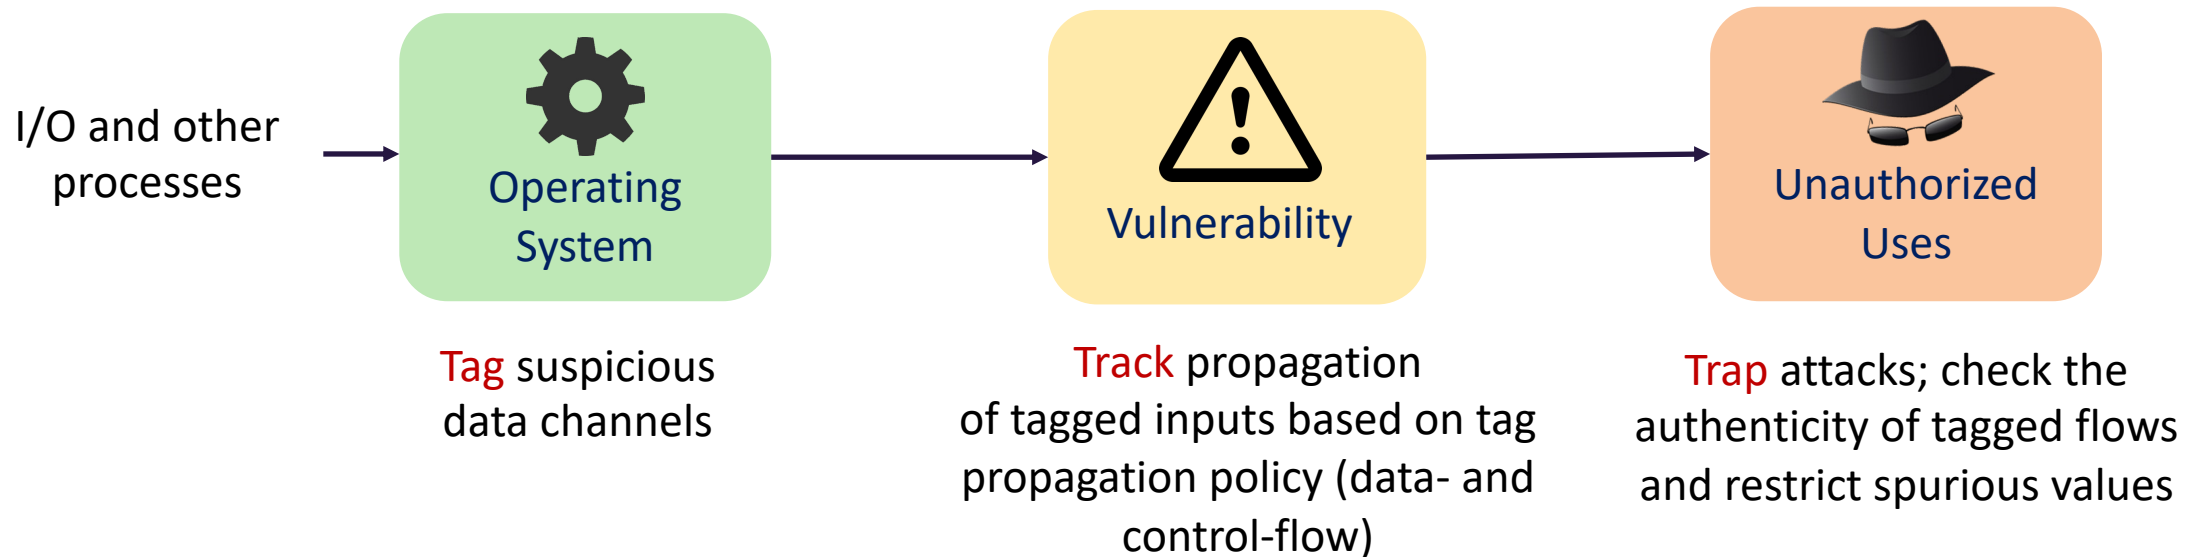 I/O and other
processes
Operating
System
Vulnerability
Unauthorized
Uses
Tag suspicious
data channels
Track propagation
of tagged inputs based on tag
propagation policy (data- and
control-flow)
Trap attacks; check the
authenticity of tagged flows
and restrict spurious values